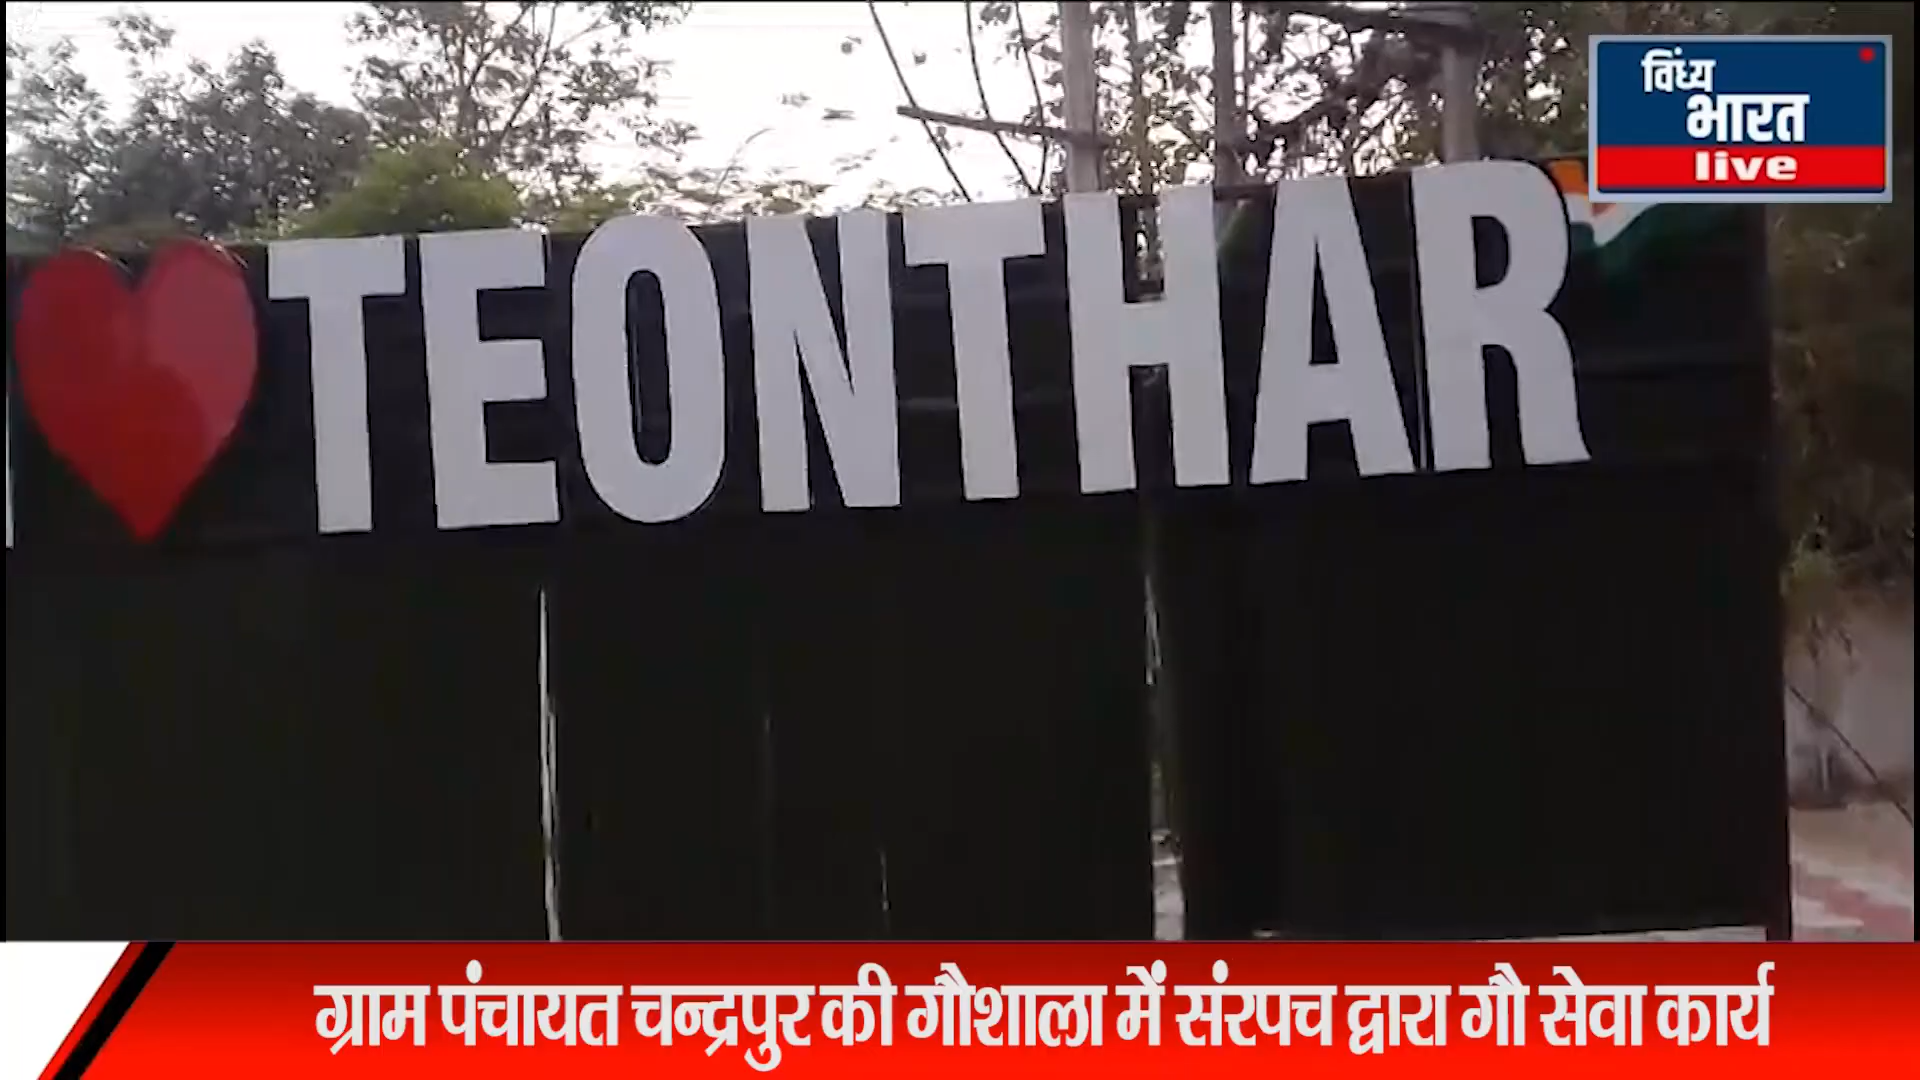 विंध्य
भारत
live
TEONTHAR
ग्राम पंचायत चन्द्रपुर की गौशाला में संरपच द्वारा गौ सेवा कार्य